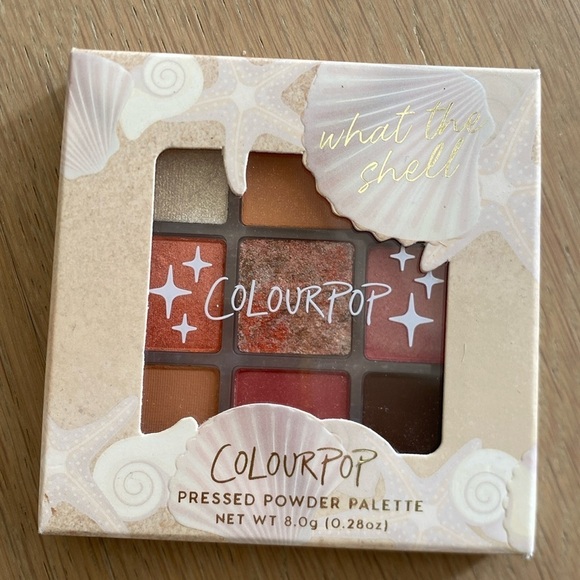 what the
shell
COLOURPOP
COLOURPOP
PRESSED POWDER PALETTE
NET WT 8.0g (0.28oz)